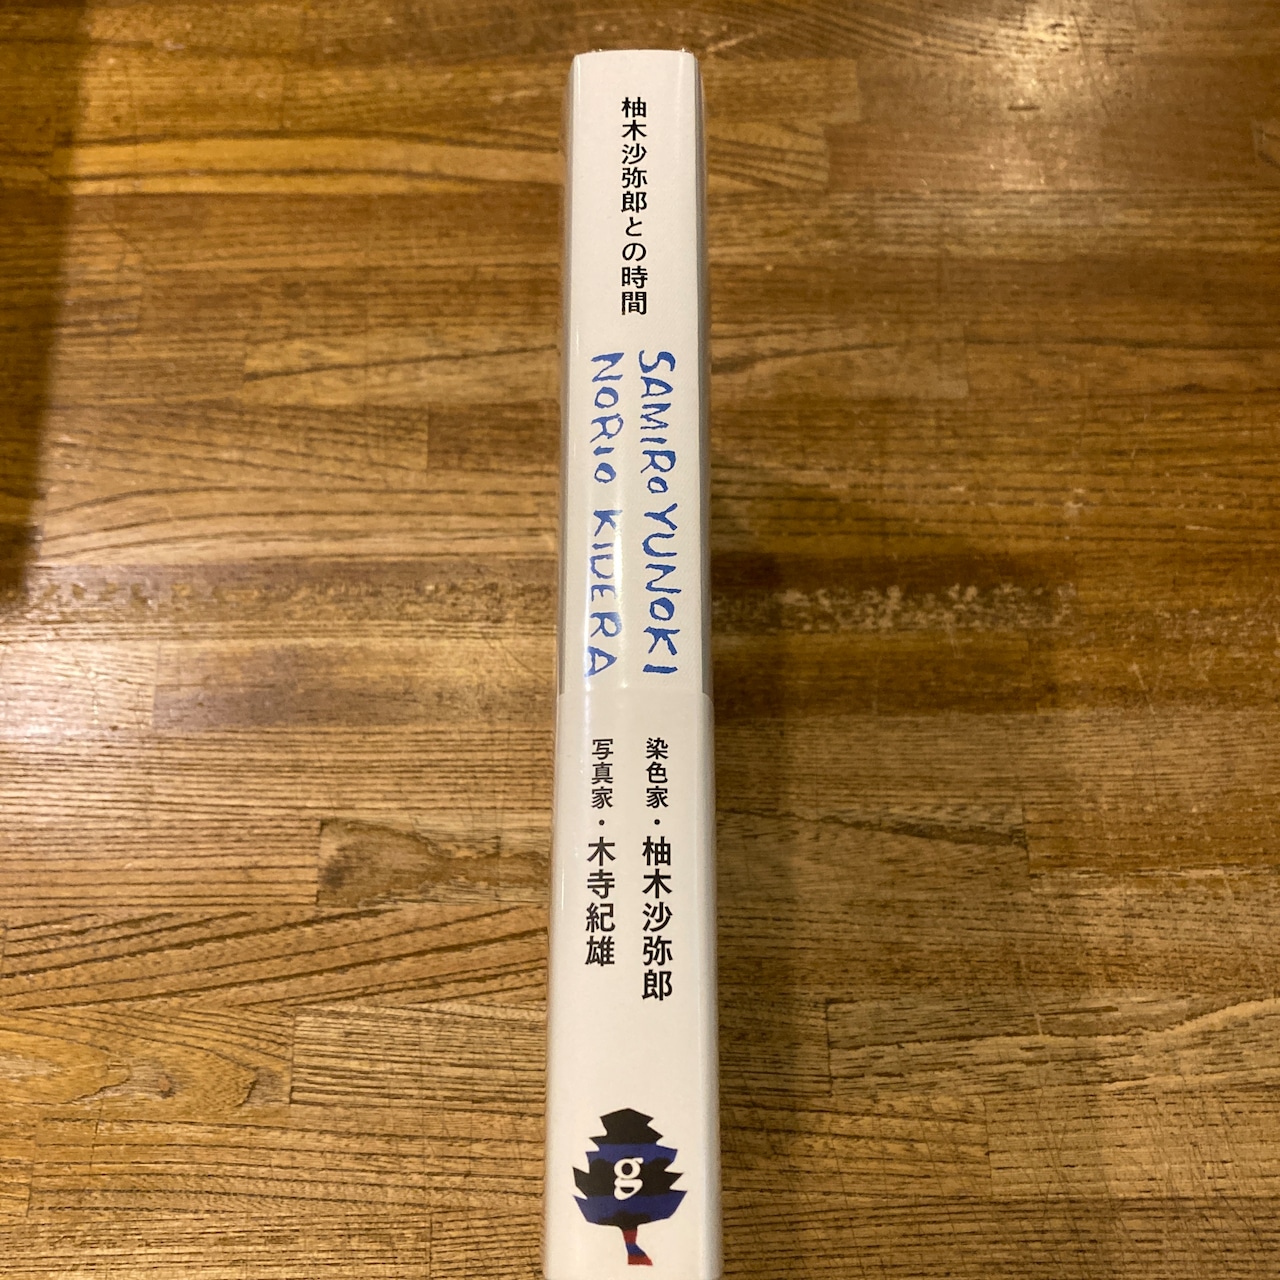 柚木沙弥郎との時間
SAMIRO YUNOKI
NORIO KIDERA
染色家・柚木沙弥郎
写真家・木寺紀雄
g